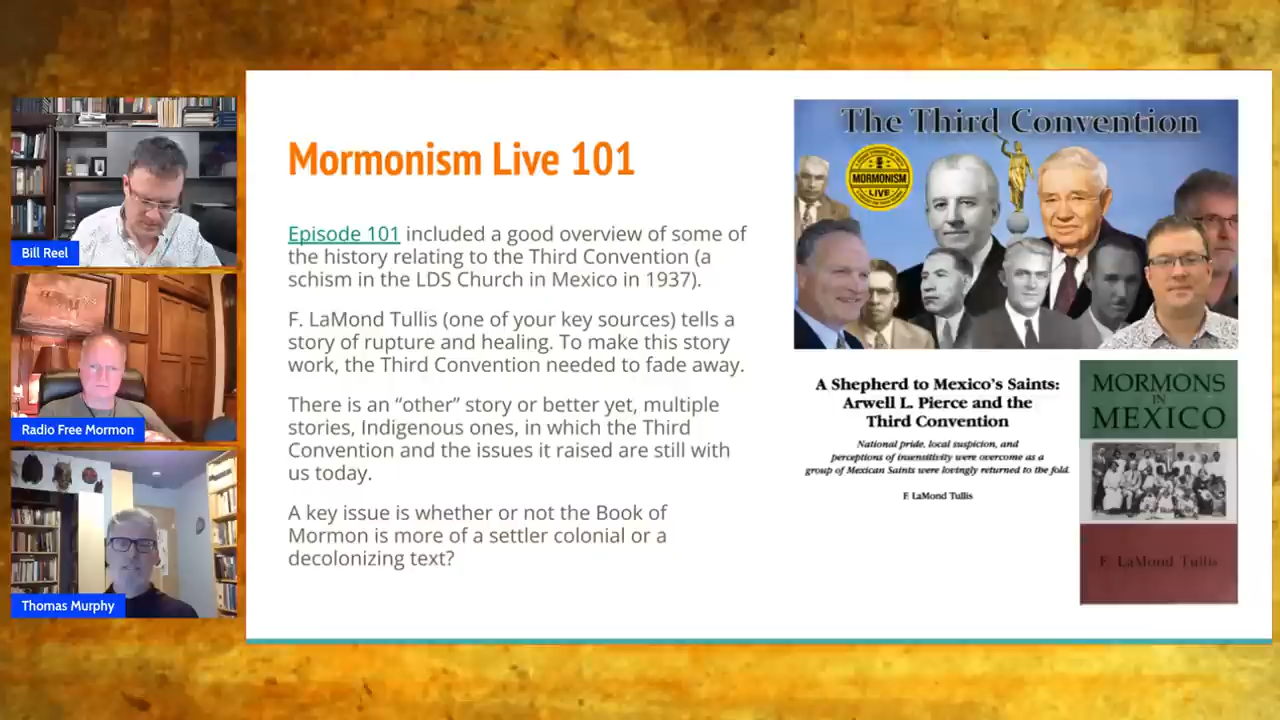 Bill Reel
Radio Free Mormon
Thomas Murphy
Mormonism Live 101
Episode 101 included a good overview of some of
the history relating to the Third Convention (a
schism in the LDS Church in Mexico in 1937).
F. LaMond Tullis (one of your key sources) tells a
story of rupture and healing. To make this story
work, the Third Convention needed to fade away.
There is an “other” story or better yet, multiple
stories, Indigenous ones, in which the Third
Convention and the issues it raised are still with
us today.
A key issue is whether or not the Book of
Mormon is more of a settler colonial or a
decolonizing text?
The Third Convention
MORMONISM
LIVE
A Shepherd to Mexico's Saints:
Arwell L. Pierce and the
Third Convention
National pride, local suspicion, and
perceptions of insensitivity were overcome as a
group of Mexican Saints were lovingly returned to the fold.
F. LaMond Tullis
MORMONS
IN
MEXICO
F. LaMond Tullis